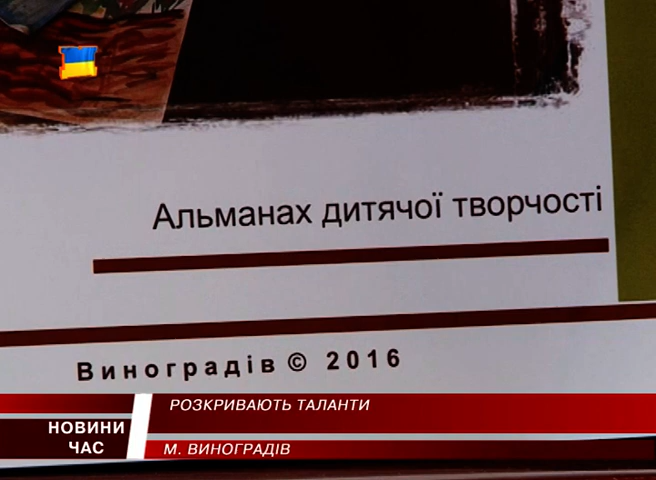 Альманах дитячої творчості
Виноградів © 2016
РОЗКРИВАЮТЬ ТАЛАНТИ
НОВИНИ
ЧАС
М. ВИНОГРАДІВ